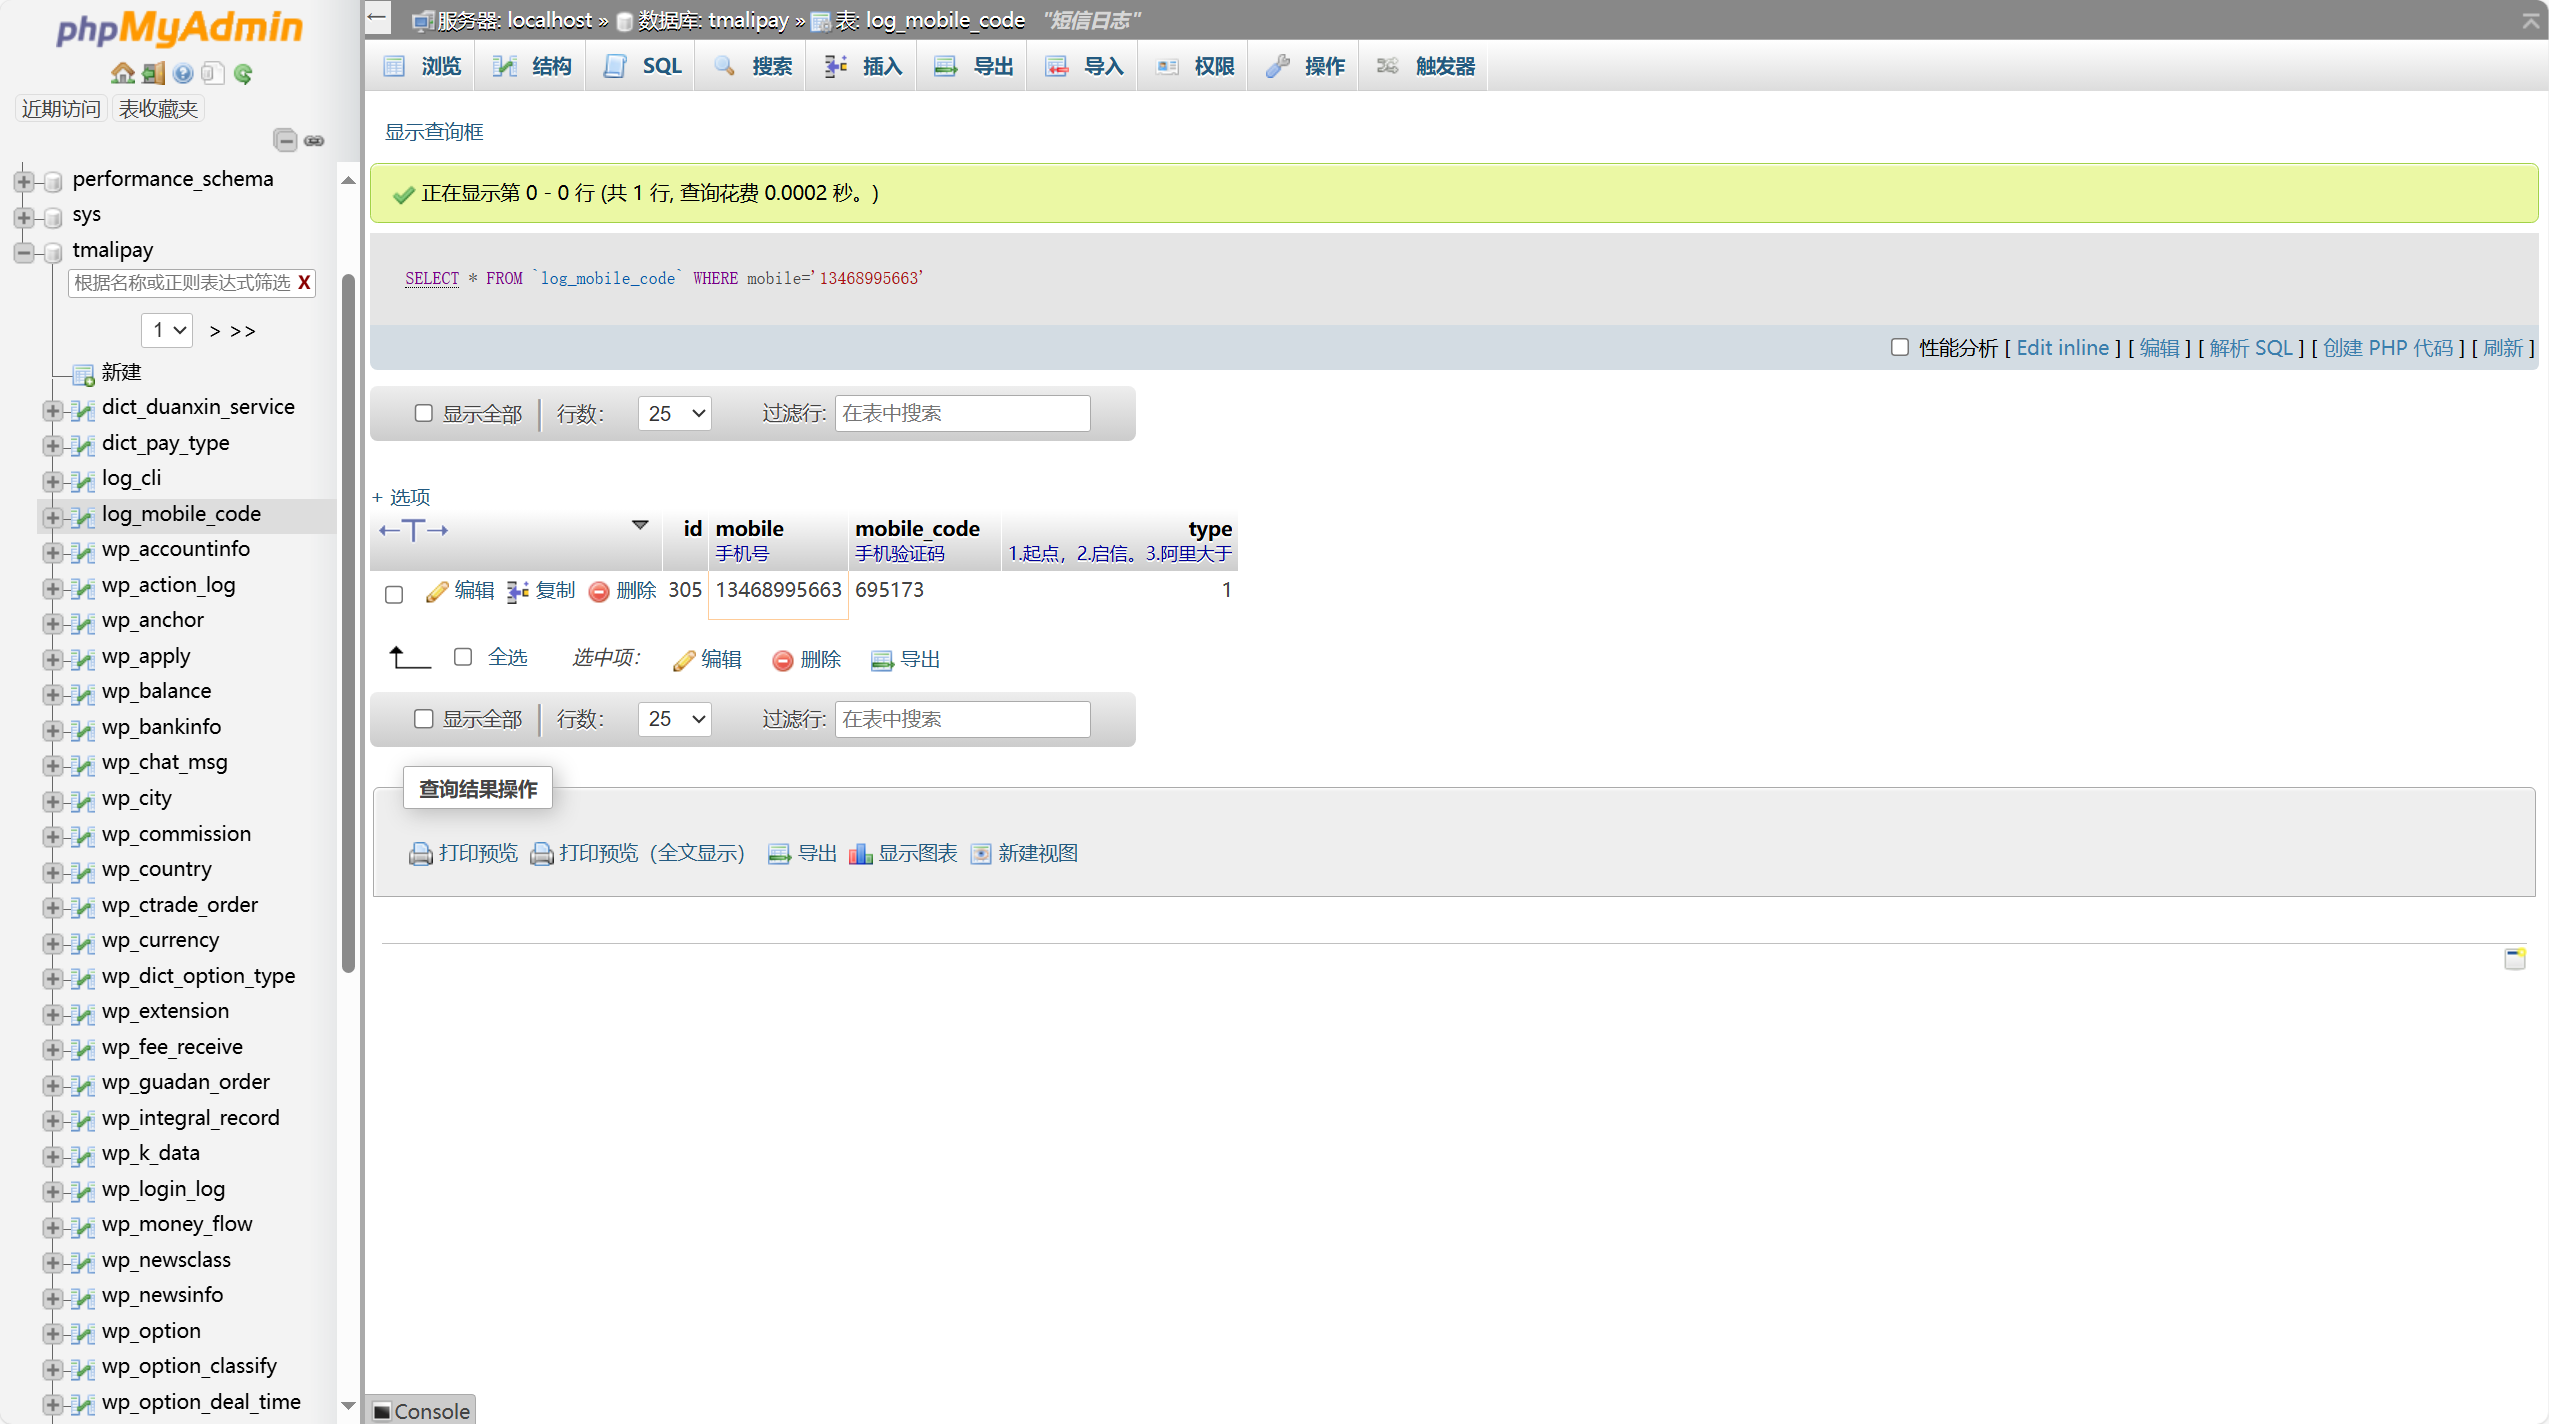 phpMyAdmin
近期访问 表收藏夹
performance_schema
sys
tmalipay
根据名称或正则表达式筛选 X
1 > >>
新建
dict_duanxin_service
dict_pay_type
log_cli
log_mobile_code
wp_accountinfo
wp_action_log
wp_anchor
wp_apply
wp_balance
wp_bankinfo
wp_chat_msg
wp_city
wp_commission
wp_country
wp_ctrade_order
wp_currency
wp_dict_option_type
wp_extension
wp_fee_receive
wp_guadan_order
wp_integral_record
wp_k_data
wp_login_log
wp_money_flow
wp_newsclass
wp_newsinfo
wp_option
wp_option_classify
wp_option_deal_time
服务器: localhost » 数据库: tmalipay » 表: log_mobile_code "短信日志"
浏览 结构 SQL 搜索 插入 导出 导入 权限 操作 触发器
显示查询框
正在显示第 0 - 0 行 (共 1 行, 查询花费 0.0002 秒。)
SELECT * FROM `log_mobile_code` WHERE mobile='13468995663'
性能分析 [ Edit inline ] [ 编辑 ] [ 解析 SQL ] [ 创建 PHP 代码 ] [ 刷新 ]
显示全部 行数: 25 过滤行: 在表中搜索
+ 选项
←T→ id mobile mobile_code type
手机号 手机验证码 1.起点，2.启信。3.阿里大于
编辑 复制 删除 305 13468995663 695173 1
全选 选中项: 编辑 删除 导出
显示全部 行数: 25 过滤行: 在表中搜索
查询结果操作
打印预览 打印预览（全文显示） 导出 显示图表 新建视图
Console